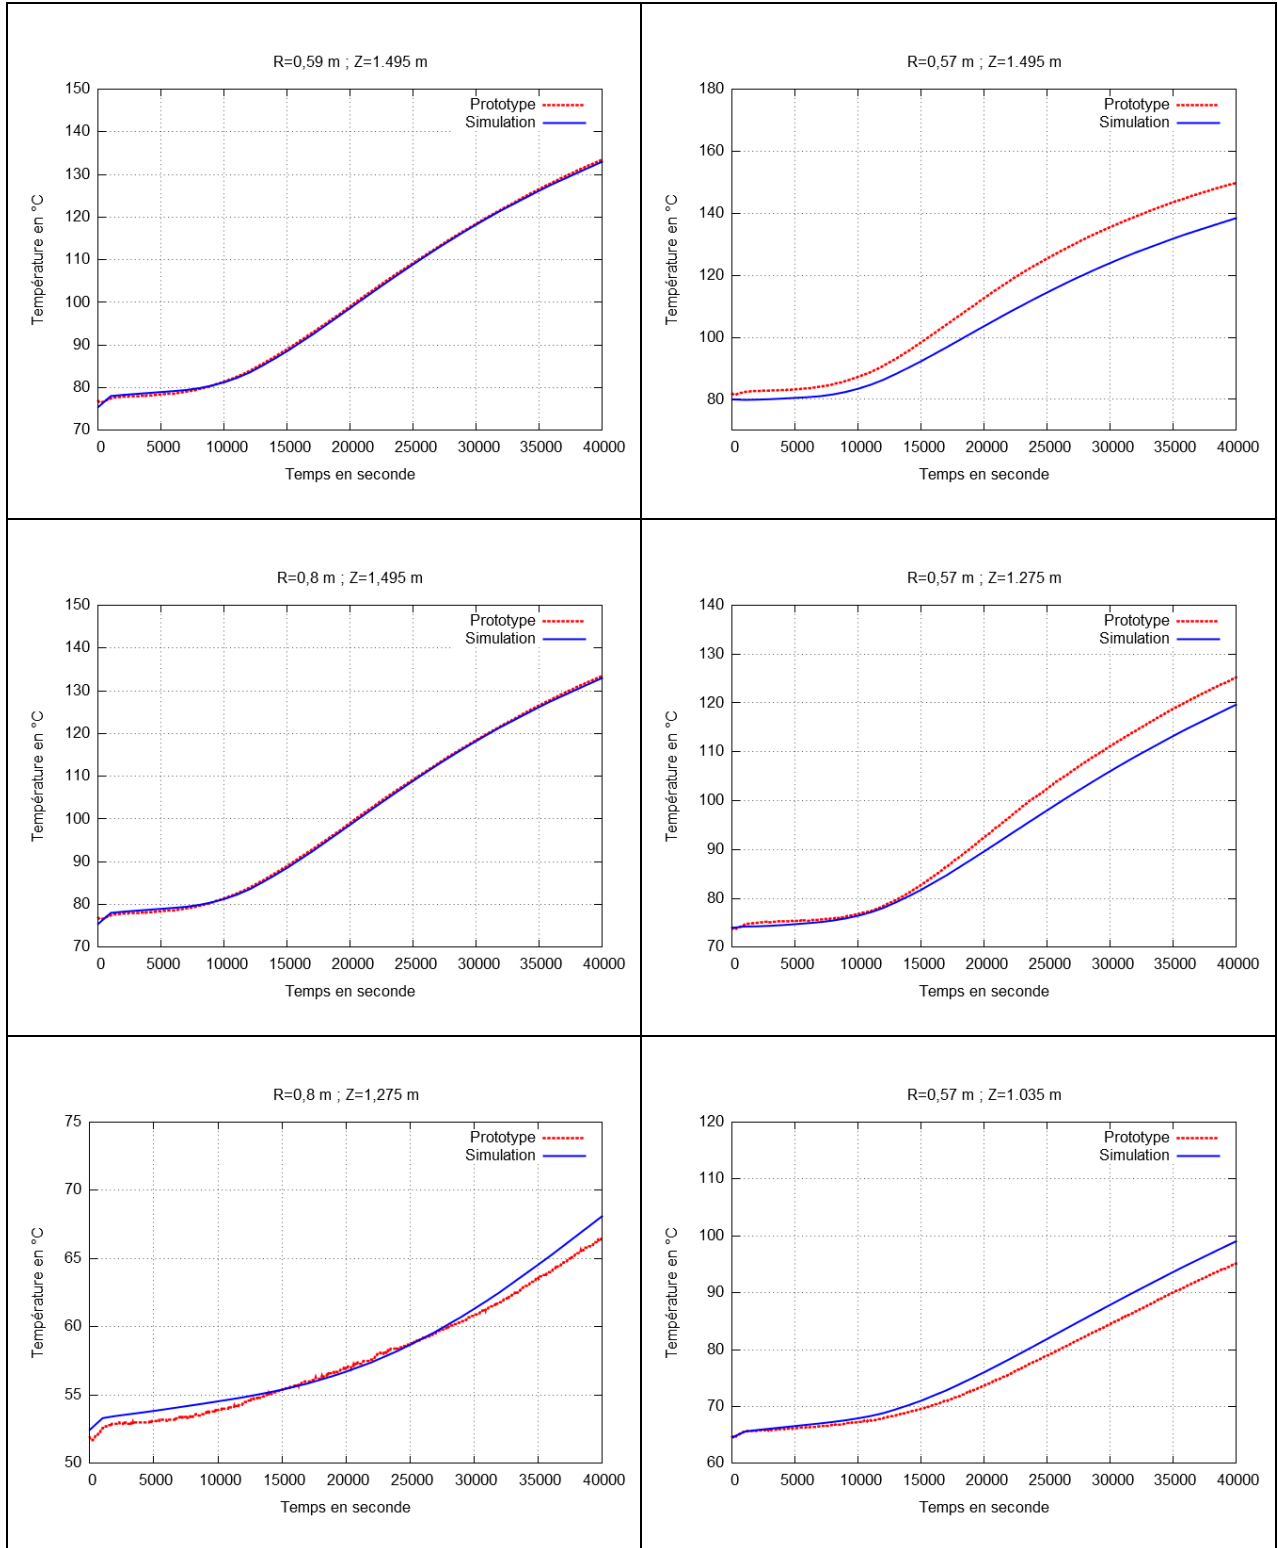 R=0,59 m ; Z=1.495 m
Prototype
Simulation
150
140
130
120
110
100
90
80
70
Température en °C
0 5000 10000 15000 20000 25000 30000 35000 40000
Temps en seconde
R=0,57 m ; Z=1.495 m
Prototype
Simulation
180
160
140
120
100
80
Température en °C
0 5000 10000 15000 20000 25000 30000 35000 40000
Temps en seconde
R=0,8 m ; Z=1,495 m
Prototype
Simulation
150
140
130
120
110
100
90
80
70
Température en °C
0 5000 10000 15000 20000 25000 30000 35000 40000
Temps en seconde
R=0,57 m ; Z=1.275 m
Prototype
Simulation
140
130
120
110
100
90
80
70
Température en °C
0 5000 10000 15000 20000 25000 30000 35000 40000
Temps en seconde
R=0,8 m ; Z=1,275 m
Prototype
Simulation
75
70
65
60
55
50
Température en °C
0 5000 10000 15000 20000 25000 30000 35000 40000
Temps en seconde
R=0,57 m ; Z=1.035 m
Prototype
Simulation
120
110
100
90
80
70
60
Température en °C
0 5000 10000 15000 20000 25000 30000 35000 40000
Temps en seconde